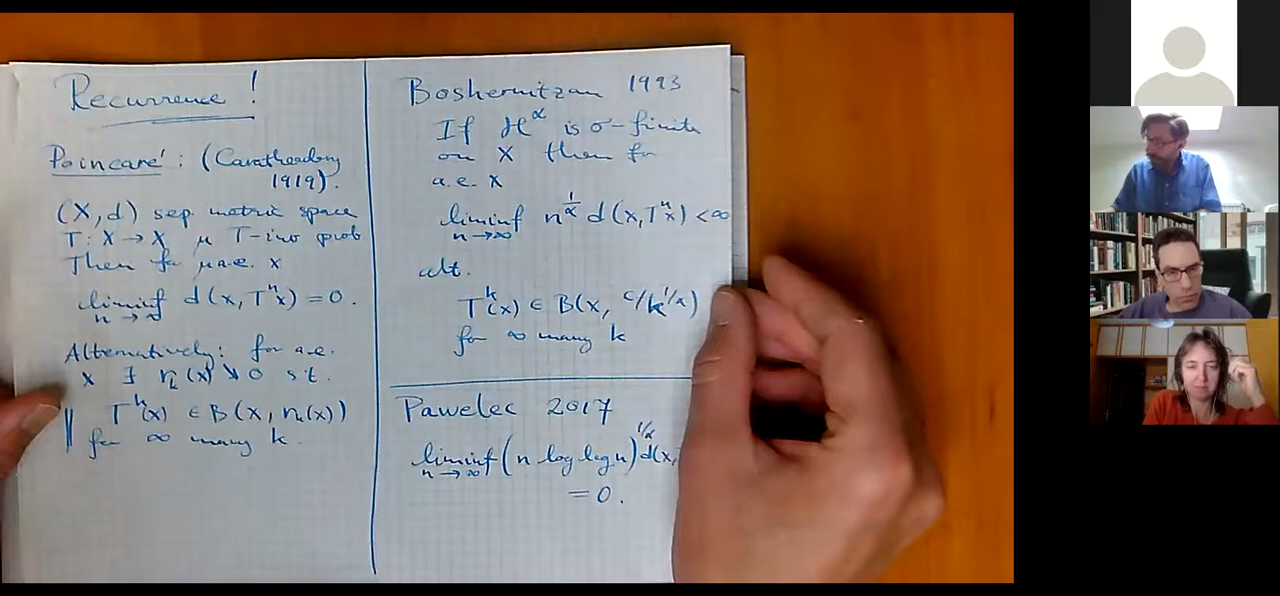 Recurrence!
Poincaré: (Caratheodory
1919).
(X,d) sep. metric space
T: X → X μ T-inv prob
Then for μ a.e. x
liminf d(x, Tⁿx) = 0.
n → ∞
Alternatively: for a.e.
x ∃ rₖ(x) ↘ 0 s.t.
Tᵏ(x) ∈ B(x, rₖ(x))
for ∞ many k.
Boshernitzan 1993
If ℋ^α is σ-finite
on X then for
a.e. x
liminf n^{1/α} d(x, Tⁿx) < ∞
n → ∞
alt.
Tᵏ(x) ∈ B(x, c/k^{1/α})
for ∞ many k
Pawelec 2017
liminf (n log log n)^{1/α} d(x,
n → ∞
= 0.